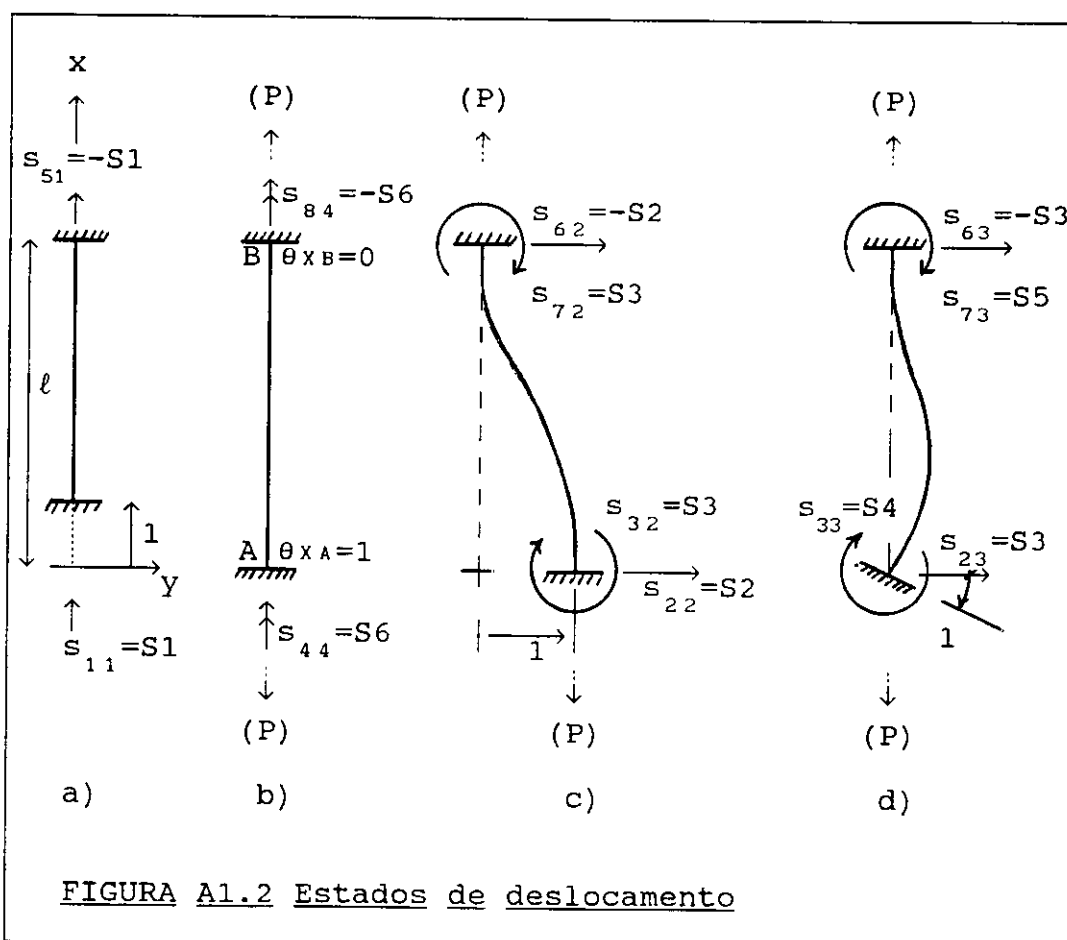 x
s₅₁=-S1
ℓ
1
y
s₁₁=S1
a)
(P)
s₈₄=-S6
B θXB=0
A θXA=1
s₄₄=S6
(P)
b)
(P)
s₆₂=-S2
s₇₂=S3
s₃₂=S3
s₂₂=S2
1
(P)
c)
(P)
s₆₃=-S3
s₇₃=S5
s₃₃=S4
s₂₃=S3
1
(P)
d)
FIGURA A1.2 Estados de deslocamento